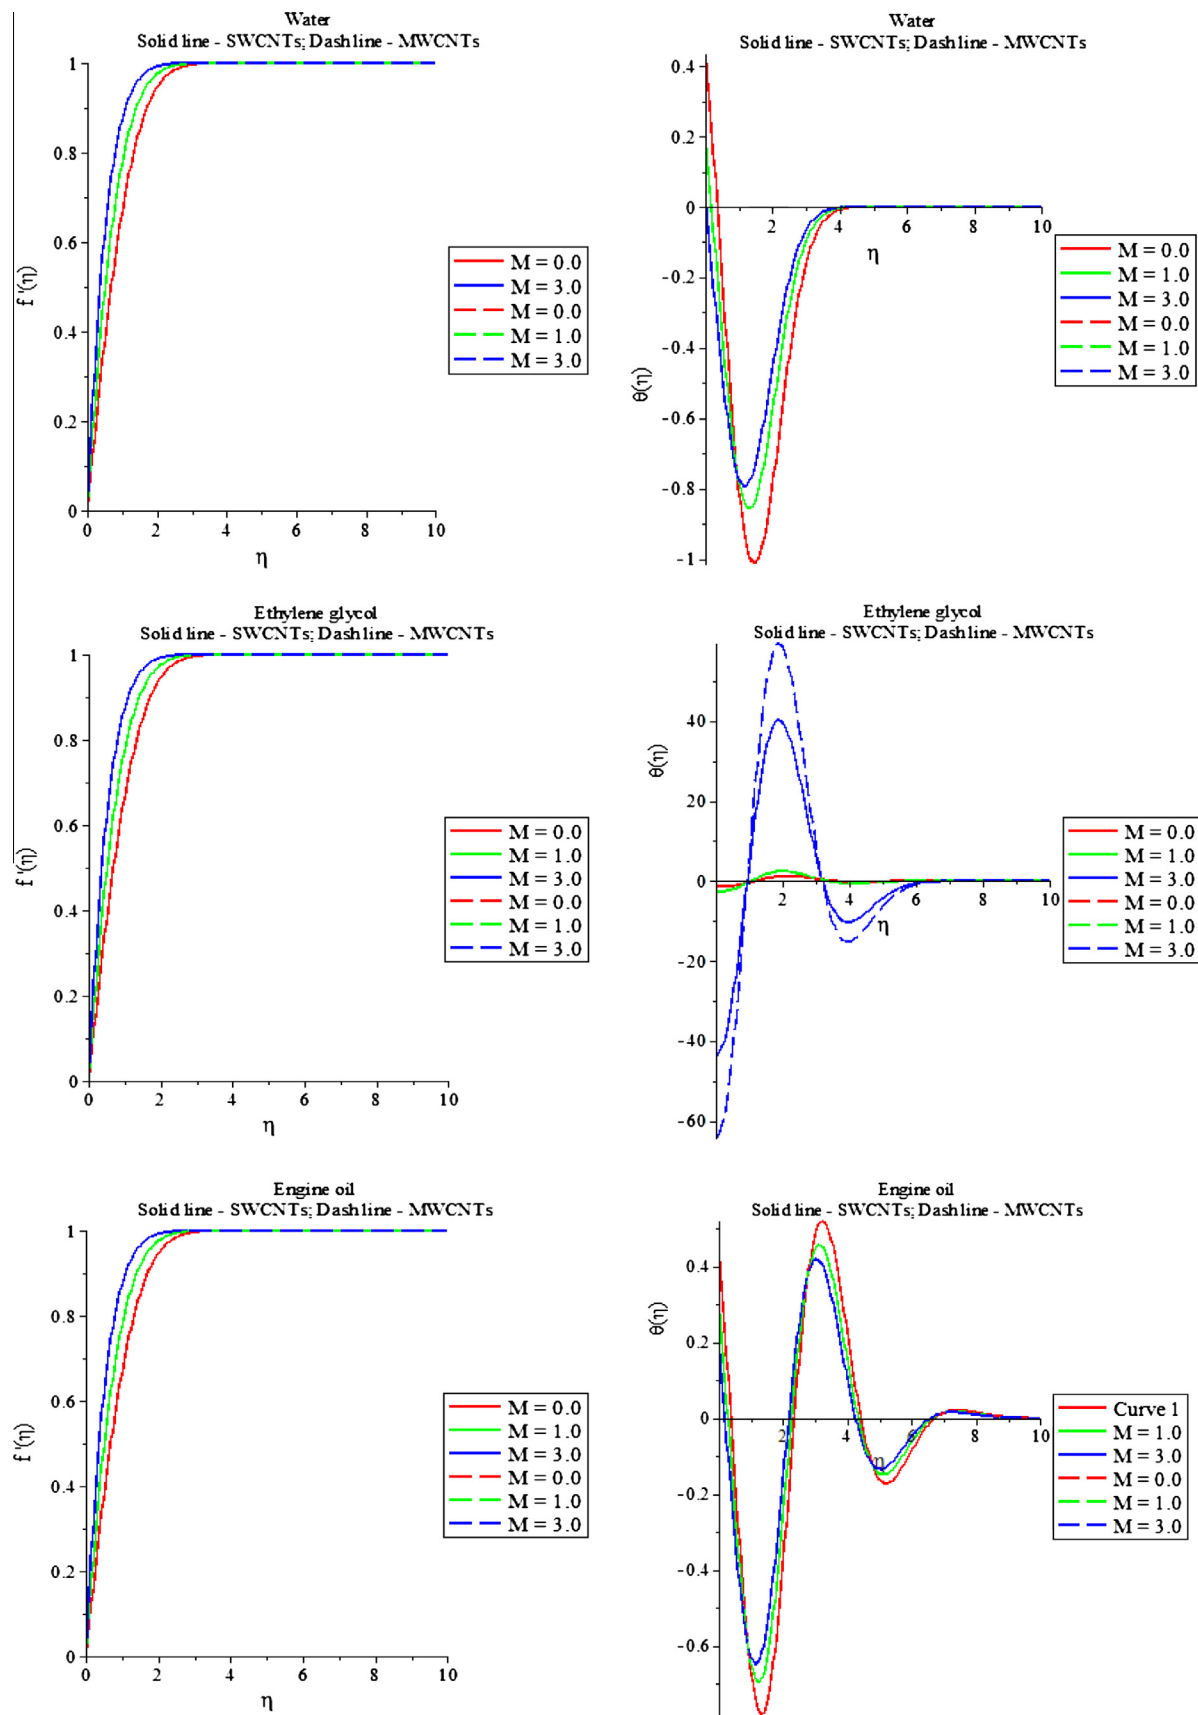 Water
Solid line - SWCNTs; Dash line - MWCNTs
1
0.8
0.6
0.4
0.2
0
f '(η)
0
2
4
6
8
10
η
M = 0.0
M = 3.0
M = 0.0
M = 1.0
M = 3.0
Water
Solid line - SWCNTs; Dash line - MWCNTs
0.4
0.2
0
-0.2
-0.4
-0.6
-0.8
-1
θ(η)
2
4
6
8
10
η
M = 0.0
M = 1.0
M = 3.0
M = 0.0
M = 1.0
M = 3.0
Ethylene glycol
Solid line - SWCNTs; Dash line - MWCNTs
1
0.8
0.6
0.4
0.2
0
f '(η)
0
2
4
6
8
10
η
M = 0.0
M = 1.0
M = 3.0
M = 0.0
M = 1.0
M = 3.0
Ethylene glycol
Solid line - SWCNTs; Dash line - MWCNTs
40
20
0
-20
-40
-60
θ(η)
2
4
6
8
10
η
M = 0.0
M = 1.0
M = 3.0
M = 0.0
M = 1.0
M = 3.0
Engine oil
Solid line - SWCNTs; Dash line - MWCNTs
1
0.8
0.6
0.4
0.2
0
f '(η)
0
2
4
6
8
10
η
M = 0.0
M = 1.0
M = 3.0
M = 0.0
M = 1.0
M = 3.0
Engine oil
Solid line - SWCNTs; Dash line - MWCNTs
0.4
0.2
0
-0.2
-0.4
-0.6
θ(η)
2
4
6
8
10
η
Curve 1
M = 1.0
M = 3.0
M = 0.0
M = 1.0
M = 3.0